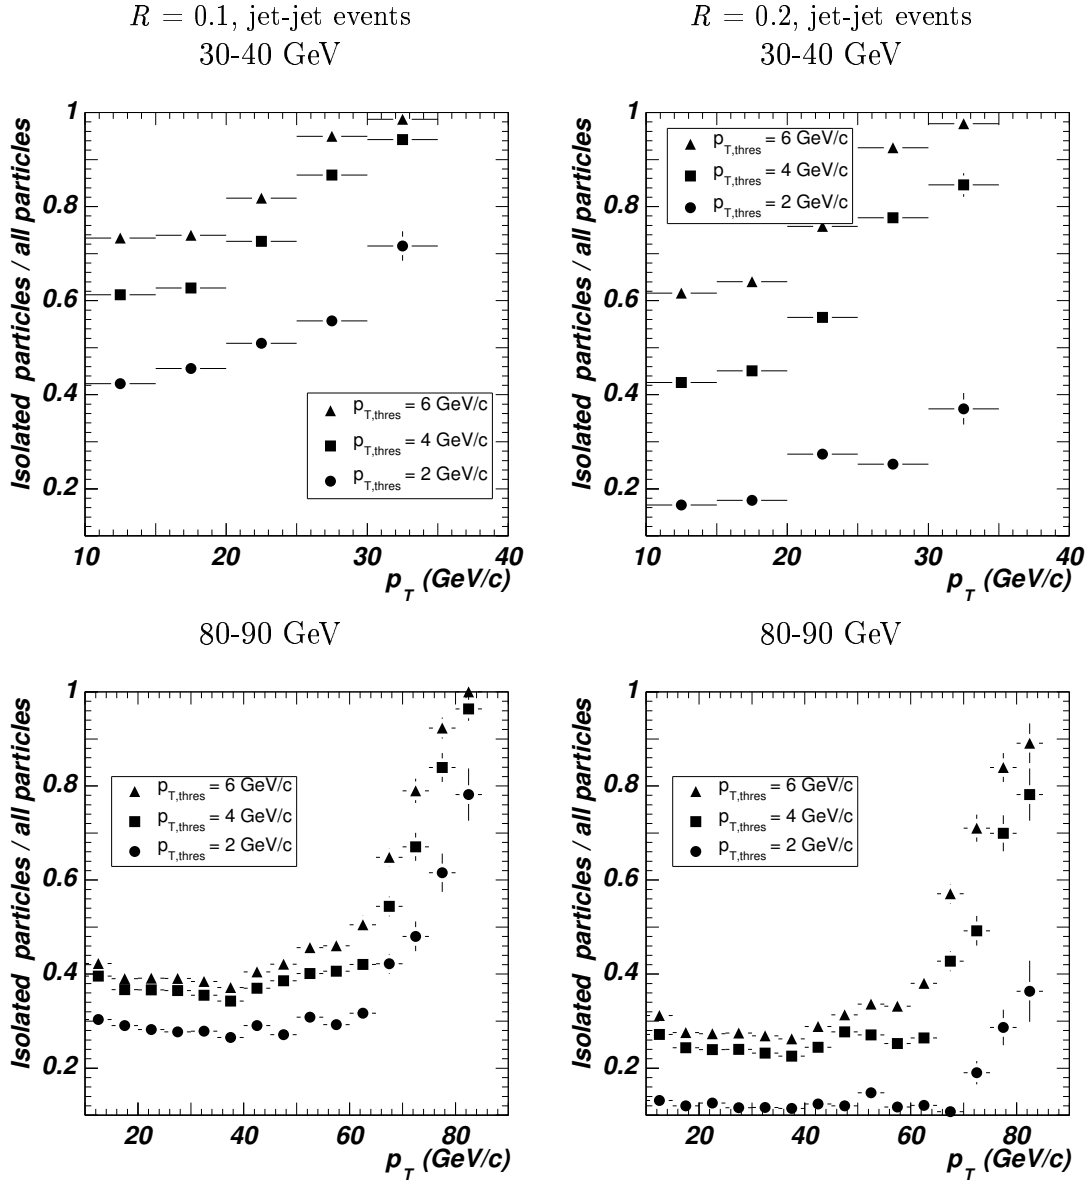 R = 0.1, jet-jet events
30-40 GeV
Isolated particles / all particles
1
0.8
0.6
0.4
0.2
p_T,thres = 6 GeV/c
p_T,thres = 4 GeV/c
p_T,thres = 2 GeV/c
10 20 30 40
p_T (GeV/c)
R = 0.2, jet-jet events
30-40 GeV
Isolated particles / all particles
1
0.8
0.6
0.4
0.2
p_T,thres = 6 GeV/c
p_T,thres = 4 GeV/c
p_T,thres = 2 GeV/c
10 20 30 40
p_T (GeV/c)
80-90 GeV
Isolated particles / all particles
1
0.8
0.6
0.4
0.2
p_T,thres = 6 GeV/c
p_T,thres = 4 GeV/c
p_T,thres = 2 GeV/c
20 40 60 80
p_T (GeV/c)
80-90 GeV
Isolated particles / all particles
1
0.8
0.6
0.4
0.2
p_T,thres = 6 GeV/c
p_T,thres = 4 GeV/c
p_T,thres = 2 GeV/c
20 40 60 80
p_T (GeV/c)